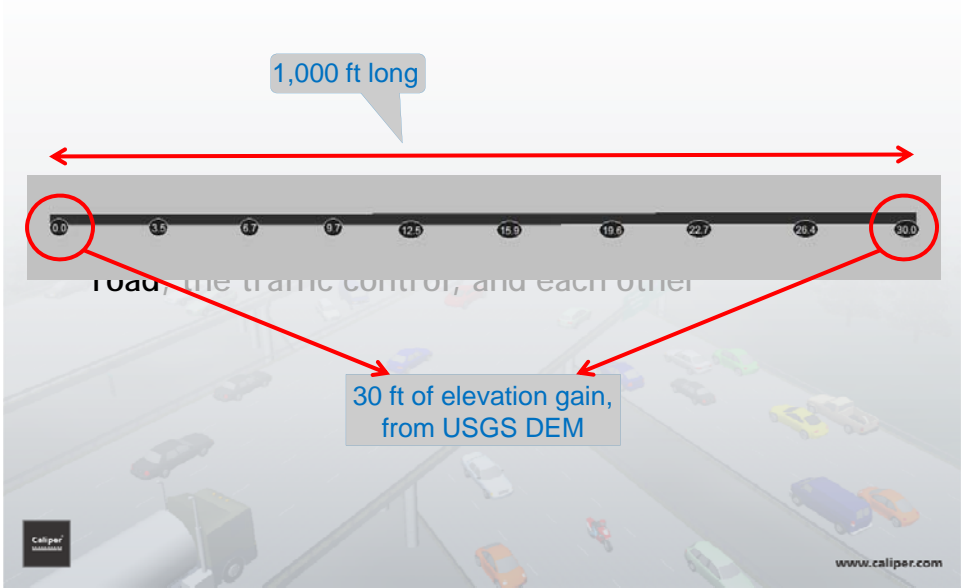 1,000 ft long
0.0 3.5 6.7 9.7 12.5 15.9 19.6 22.7 26.4 30.0
road, the traffic control, and each other
30 ft of elevation gain,
from USGS DEM
Caliper
www.caliper.com